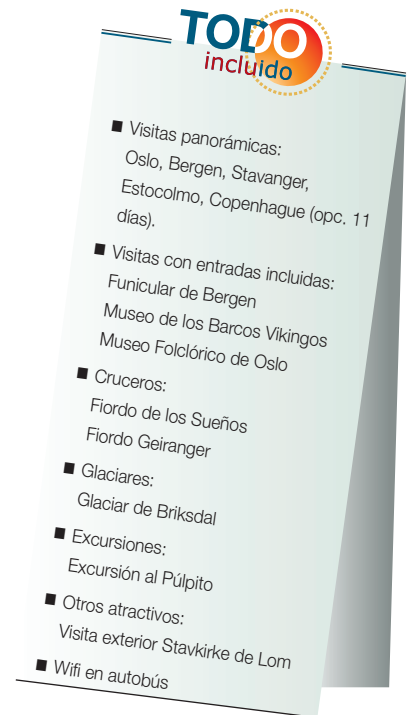 TODO
incluido
■ Visitas panorámicas:
Oslo, Bergen, Stavanger,
Estocolmo, Copenhague (opc. 11
días).
■ Visitas con entradas incluidas:
Funicular de Bergen
Museo de los Barcos Vikingos
Museo Folclórico de Oslo
■ Cruceros:
Fiordo de los Sueños
Fiordo Geiranger
■ Glaciares:
Glaciar de Briksdal
■ Excursiones:
Excursión al Púlpito
■ Otros atractivos:
Visita exterior Stavkirke de Lom
■ Wifi en autobús